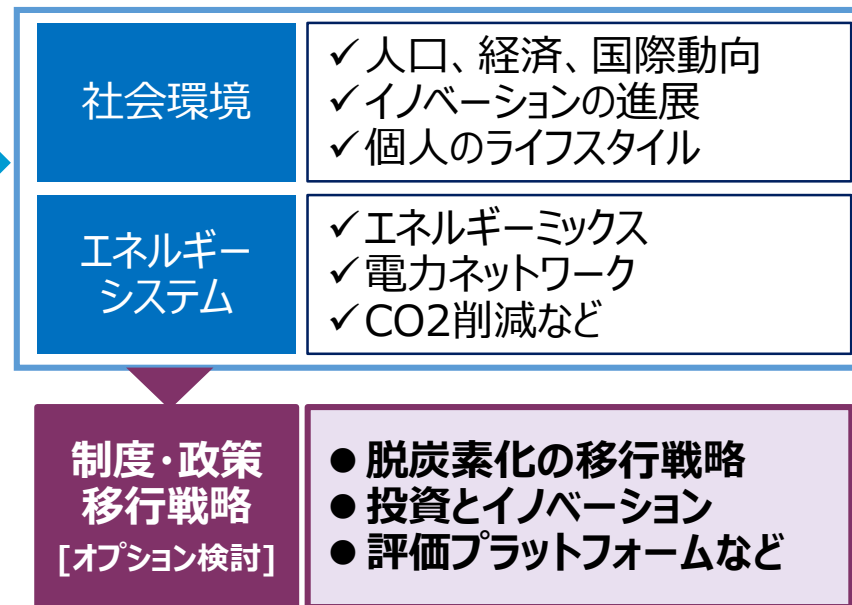 社会環境
✓人口、経済、国際動向
✓イノベーションの進展
✓個人のライフスタイル
エネルギー
システム
✓エネルギーミックス
✓電力ネットワーク
✓CO2削減など
制度・政策
移行戦略
[オプション検討]
●脱炭素化の移行戦略
●投資とイノベーション
●評価プラットフォームなど